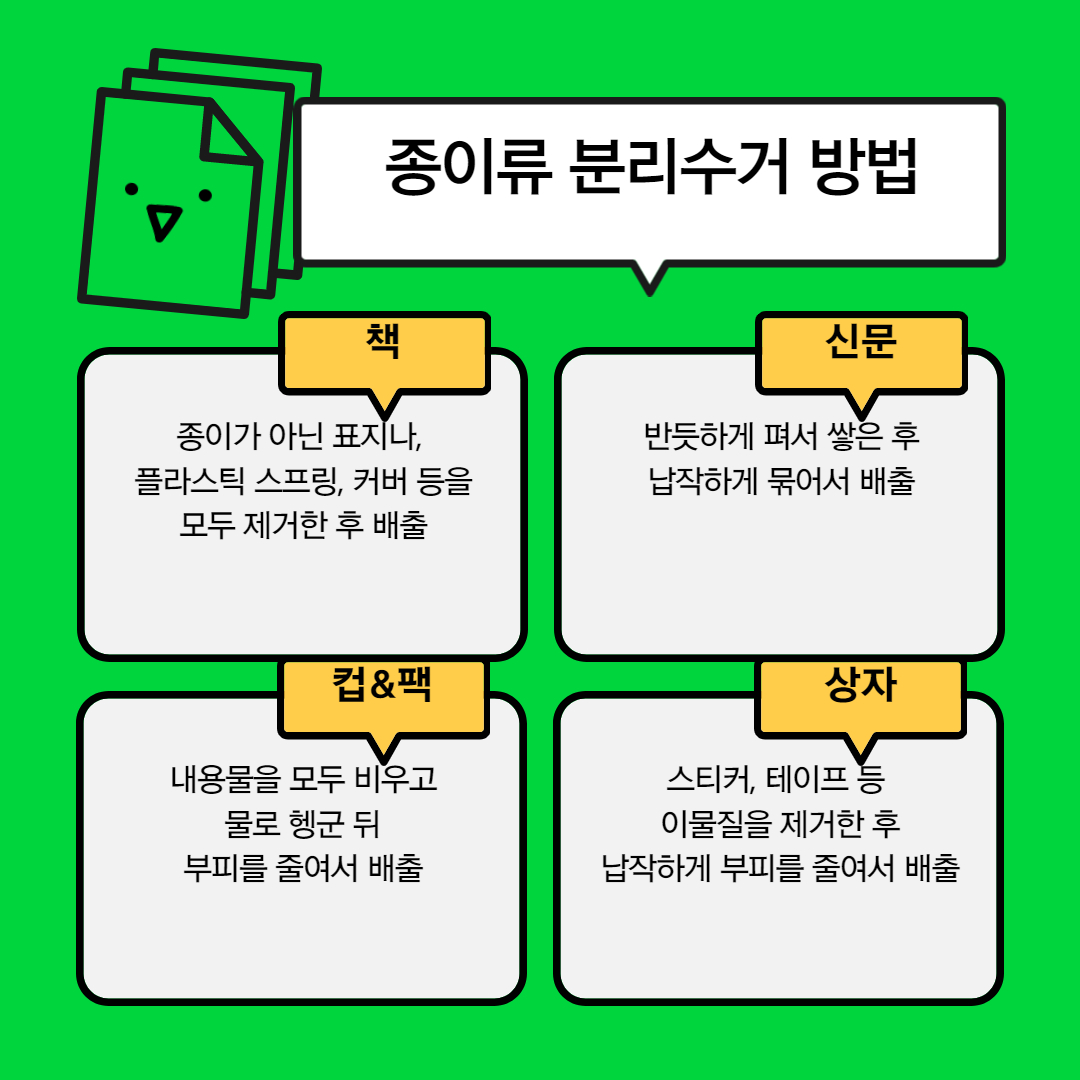 종이류 분리수거 방법
책
종이가 아닌 표지나,
플라스틱 스프링, 커버 등을
모두 제거한 후 배출
신문
반듯하게 펴서 쌓은 후
납작하게 묶어서 배출
컵&팩
내용물을 모두 비우고
물로 헹군 뒤
부피를 줄여서 배출
상자
스티커, 테이프 등
이물질을 제거한 후
납작하게 부피를 줄여서 배출